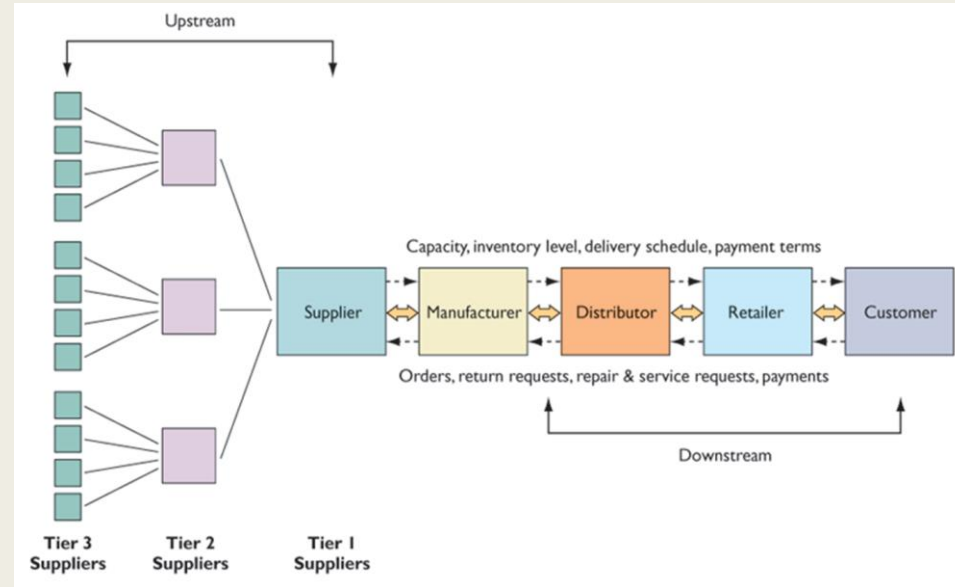 Upstream
Capacity, inventory level, delivery schedule, payment terms
Supplier
Manufacturer
Distributor
Retailer
Customer
Orders, return requests, repair & service requests, payments
Downstream
Tier 3
Suppliers
Tier 2
Suppliers
Tier 1
Suppliers